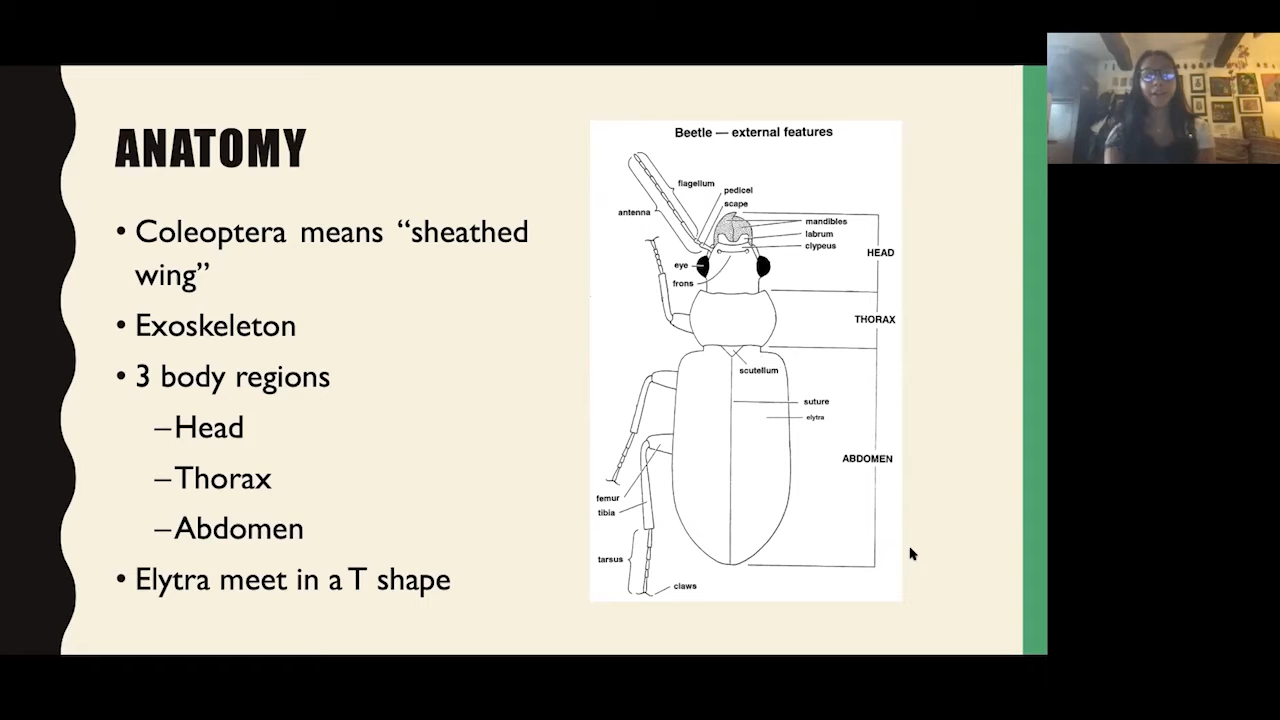 ANATOMY
• Coleoptera means “sheathed
wing”
• Exoskeleton
• 3 body regions
–Head
–Thorax
–Abdomen
• Elytra meet in a T shape
Beetle — external features
flagellum
pedicel
scape
antenna
mandibles
labrum
clypeus
HEAD
eye
frons
THORAX
scutellum
suture
elytra
ABDOMEN
femur
tibia
tarsus
claws